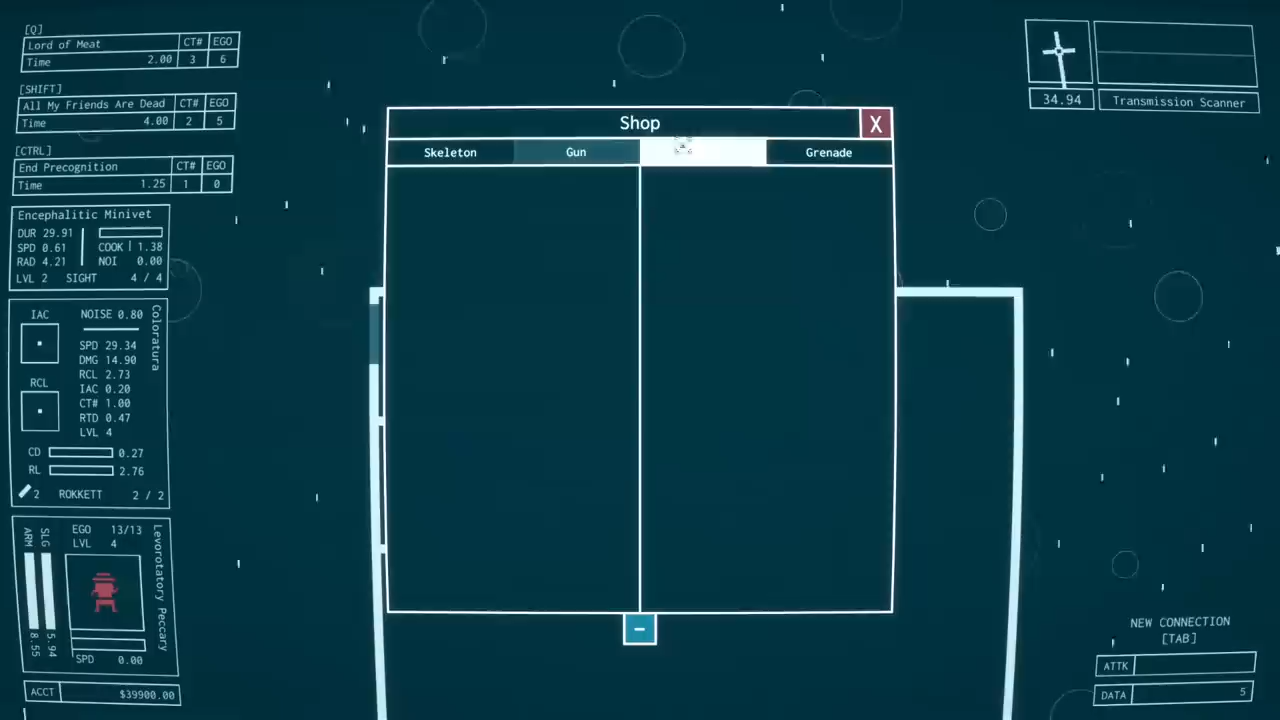 [Q]
Lord of Meat CT# EGO
Time 2.00 3 6
[SHIFT]
All My Friends Are Dead CT# EGO
Time 4.00 2 5
[CTRL]
End Precognition CT# EGO
Time 1.25 1 0
Encephalitic Minivet
DUR 29.91
SPD 0.61 COOK 1.38
RAD 4.21 NOI 0.00
LVL 2 SIGHT 4 / 4
IAC NOISE 0.80
Coloratura
SPD 29.34
DMG 14.90
RCL RCL 2.73
IAC 0.20
CT# 1.00
RTD 0.47
LVL 4
CD 0.27
RL 2.76
2 ROKKETT 2 / 2
ARM SLG EGO 13/13
LVL 4
Levorotatory Peccary
8.55 5.94
SPD 0.00
ACCT $39900.00
Shop X
Skeleton Gun Grenade
-
34.94 Transmission Scanner
NEW CONNECTION
[TAB]
ATTK
DATA 5